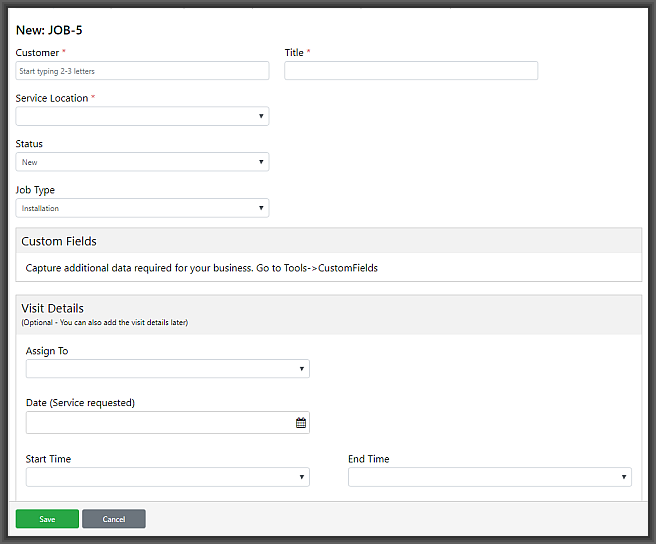 New: JOB-5
Customer * Title *
Start typing 2-3 letters
Service Location *
Status
New
Job Type
Installation
Custom Fields
Capture additional data required for your business. Go to Tools->CustomFields
Visit Details
(Optional - You can also add the visit details later)
Assign To
Date (Service requested)
Start Time End Time
Save Cancel